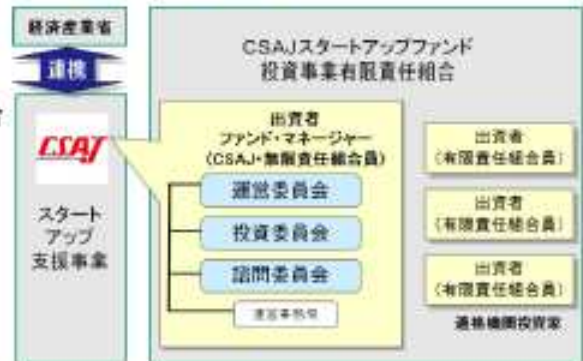 経済産業省
連携
CSAJ
スタート
アップ
支援事業
CSAJスタートアップファンド
投資事業有限責任組合
出資者
ファンド・マネージャー
(CSAJ・無限責任組合員)
運営委員会
投資委員会
諮問委員会
運営事務局
出資者
(有限責任組合員)
出資者
(有限責任組合員)
出資者
(有限責任組合員)
適格機関投資家